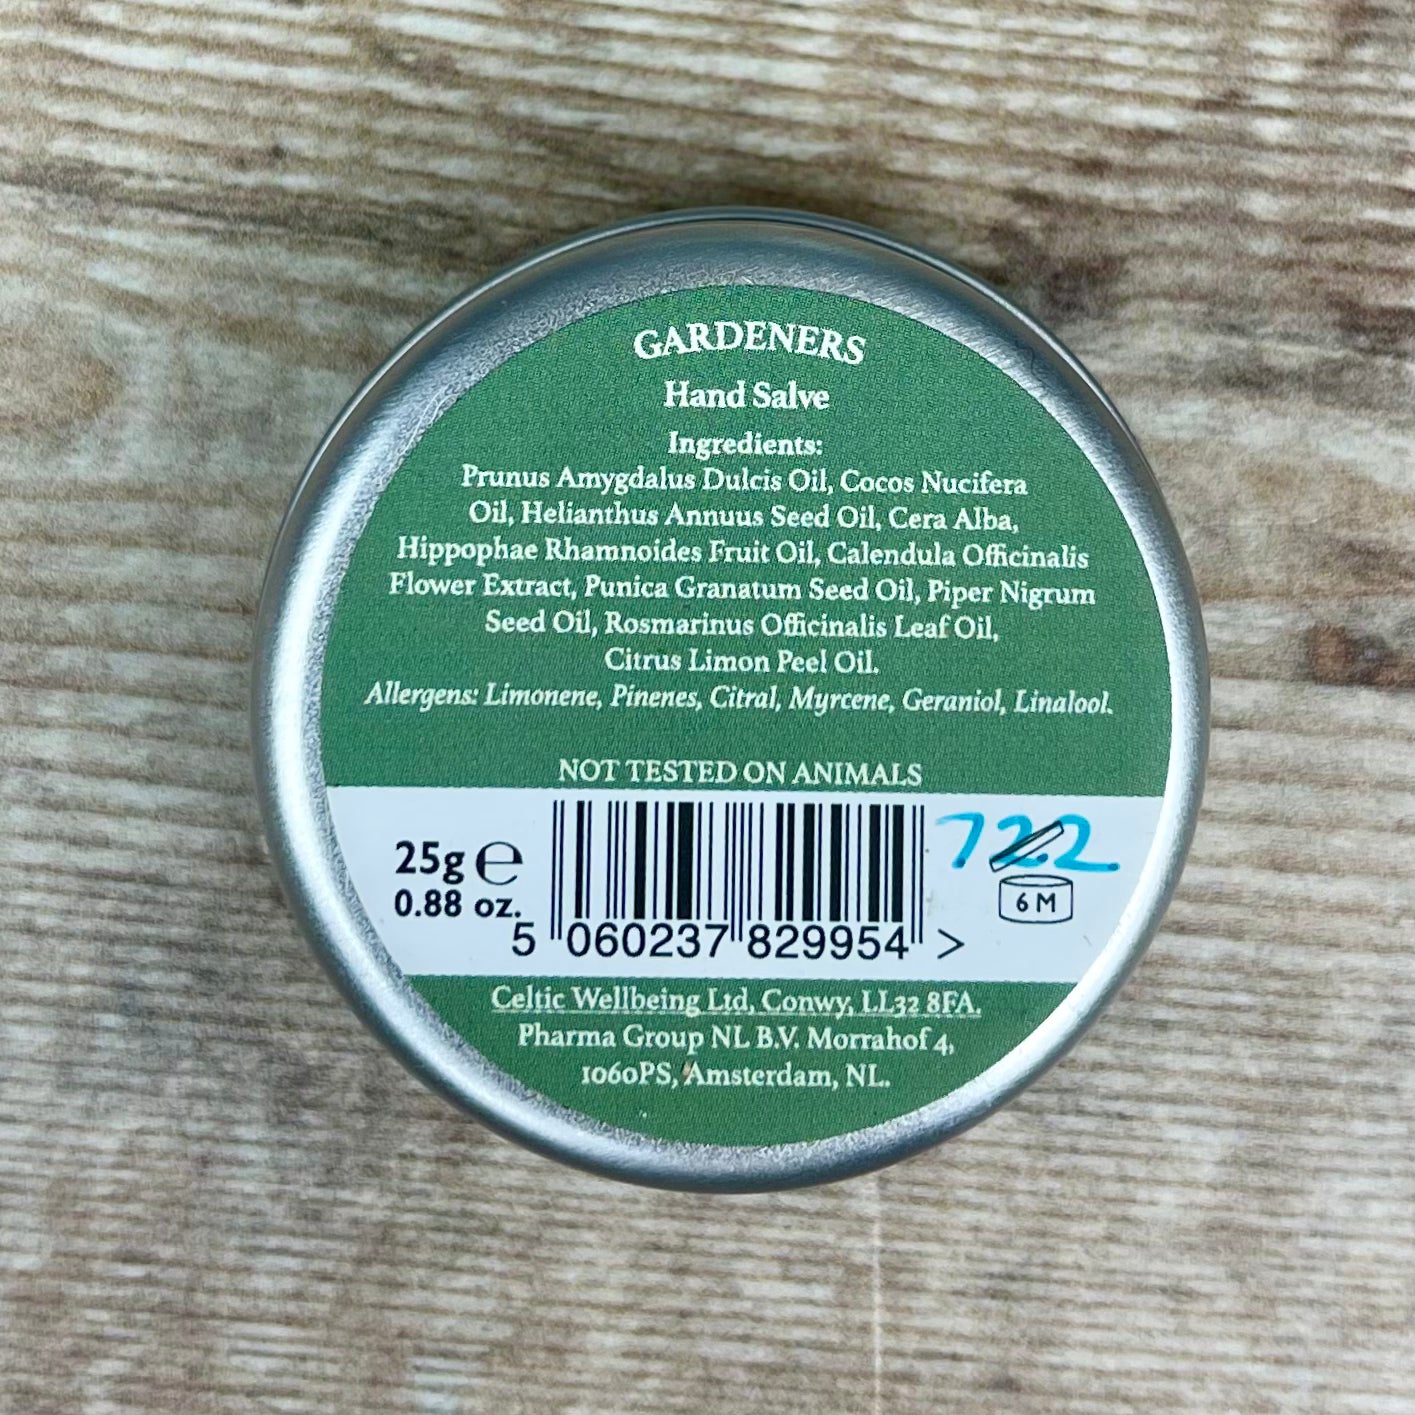 GARDENERS
Hand Salve
Ingredients:
Prunus Amygdalus Dulcis Oil, Cocos Nucifera
Oil, Helianthus Annuus Seed Oil, Cera Alba,
Hippophae Rhamnoides Fruit Oil, Calendula Officinalis
Flower Extract, Punica Granatum Seed Oil, Piper Nigrum
Seed Oil, Rosmarinus Officinalis Leaf Oil,
Citrus Limon Peel Oil.
Allergens: Limonene, Pinenes, Citral, Myrcene, Geraniol, Linalool.
NOT TESTED ON ANIMALS
25g ℮
0.88 oz.
5 060237 829954 >
722
6 M
Celtic Wellbeing Ltd, Conwy, LL32 8FA.
Pharma Group NL B.V. Morrahof 4,
1060PS, Amsterdam, NL.